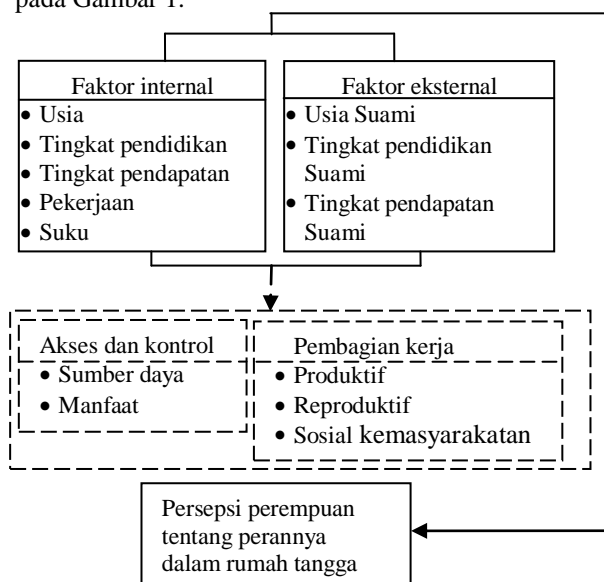 pada Gambar 1.
Faktor internal
• Usia
• Tingkat pendidikan
• Tingkat pendapatan
• Pekerjaan
• Suku
Faktor eksternal
• Usia Suami
• Tingkat pendidikan
Suami
• Tingkat pendapatan
Suami
Akses dan kontrol
• Sumber daya
• Manfaat
Pembagian kerja
• Produktif
• Reproduktif
• Sosial kemasyarakatan
Persepsi perempuan
tentang perannya
dalam rumah tangga